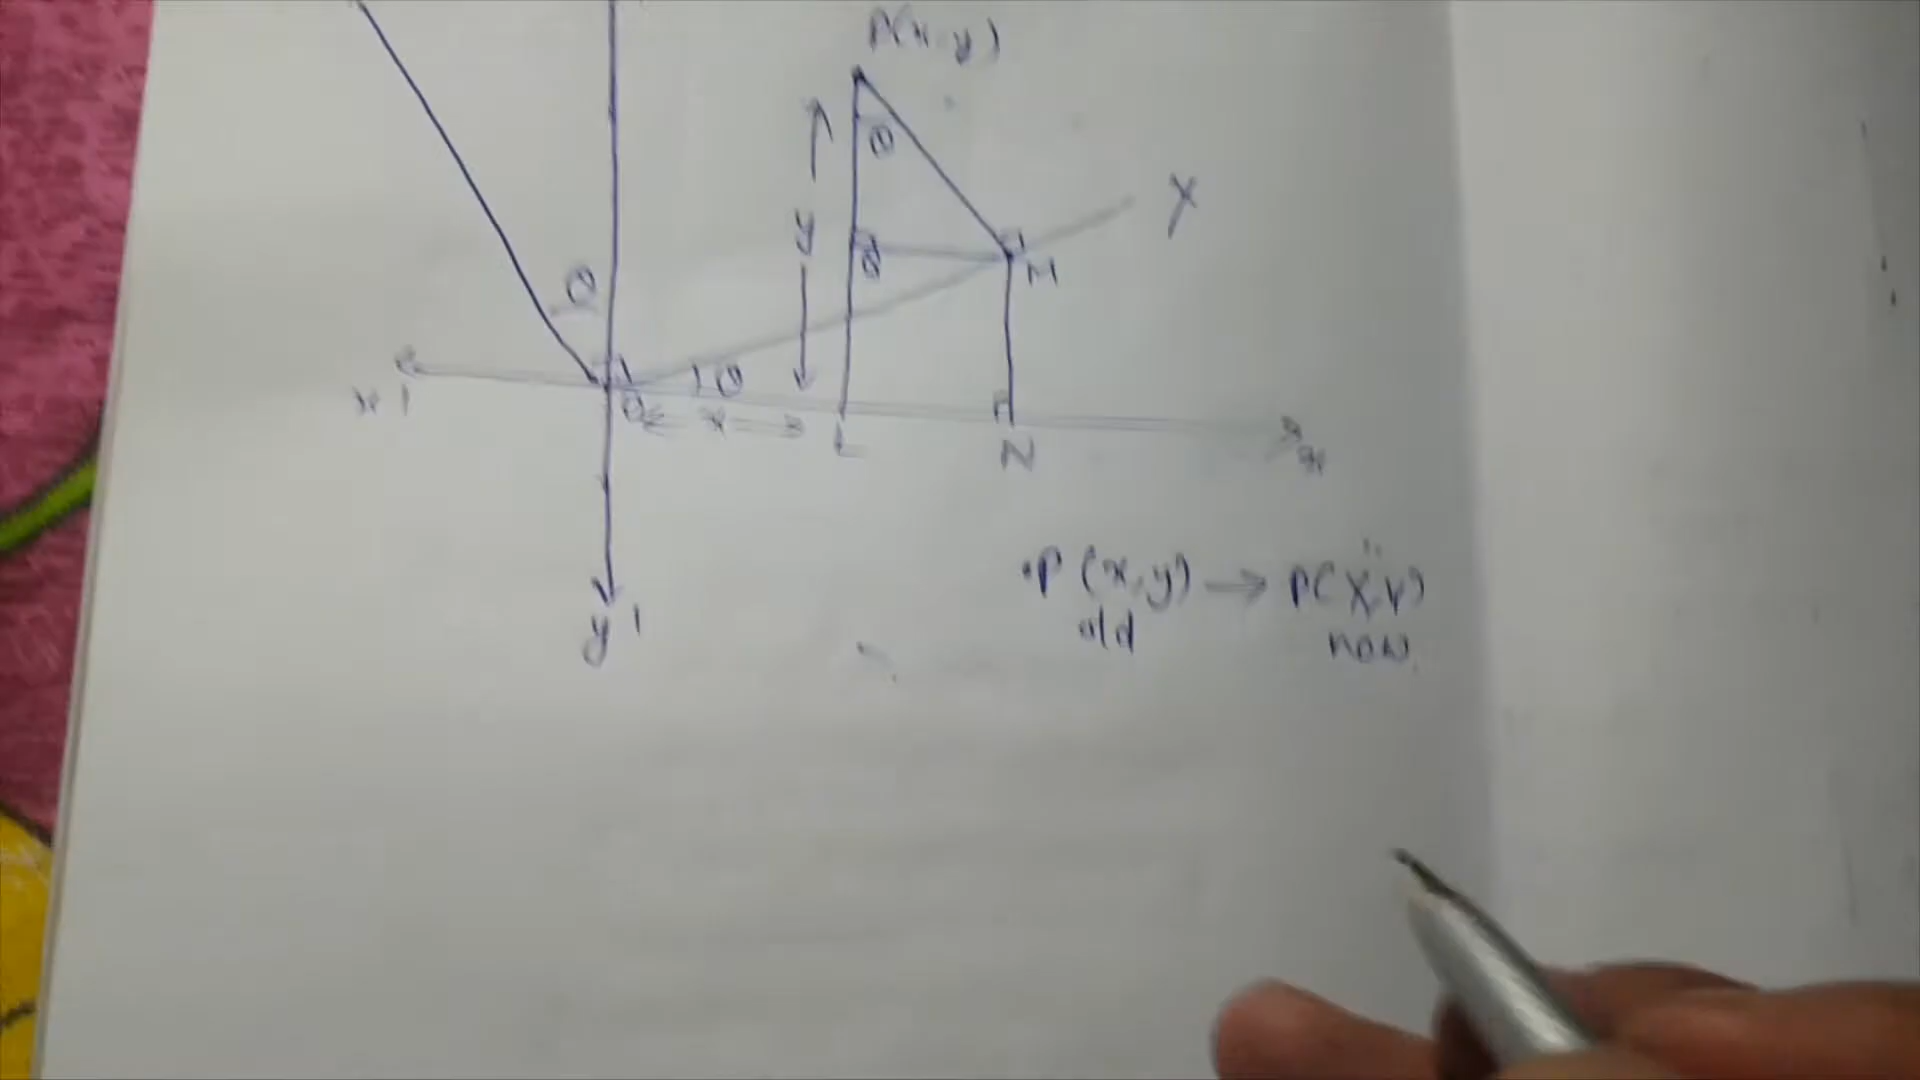 P(x, y)
θ
X
y
Q
M
θ
θ
x'
O
x
L
N
x
P (x, y) → P(X, Y)
old
new
y'